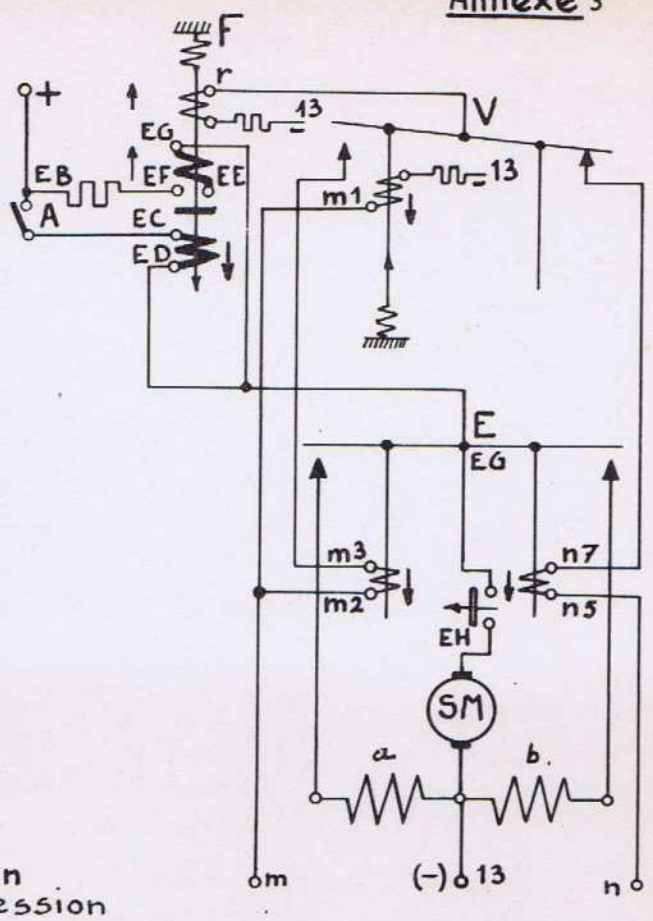 Annexe 3
F
r
+
13
V
EG
EB
EF
EE
m1
13
A
EC
ED
E
EG
m3
n7
m2
n5
EH
SM
a
b.
n
m
(-)
13
n
ession